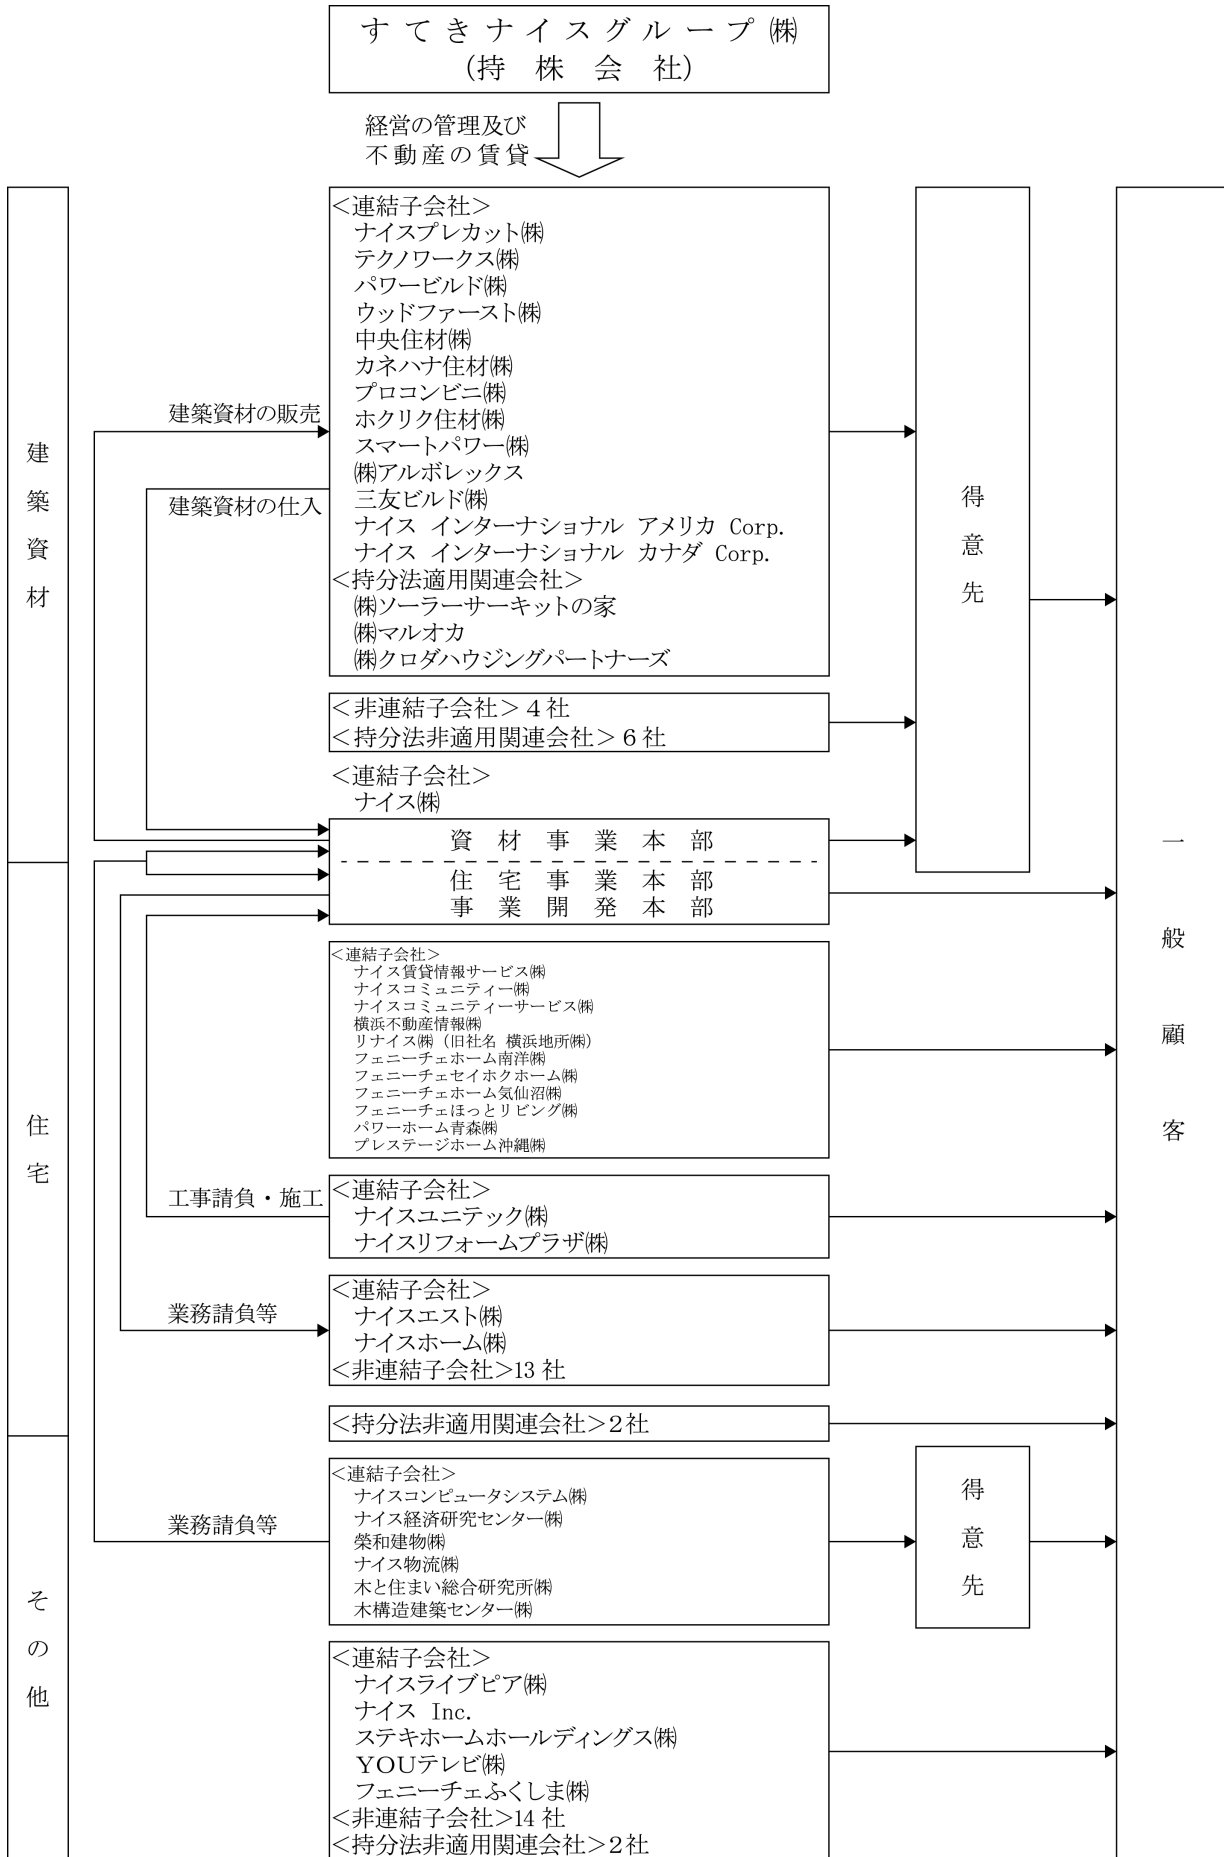 すてきナイスグループ㈱
(持株会社)
経営の管理及び
不動産の賃貸
建築資材
<連結子会社>
ナイスプレカット㈱
テクノワークス㈱
パワービルド㈱
ウッドファースト㈱
中央住材㈱
カネハナ住材㈱
プロコンビニ㈱
ホクリク住材㈱
スマートパワー㈱
㈱アルボレックス
三友ビルド㈱
ナイス インターナショナル アメリカ Corp.
ナイス インターナショナル カナダ Corp.
<持分法適用関連会社>
㈱ソーラーサーキットの家
㈱マルオカ
㈱クロダハウジングパートナーズ
建築資材の販売
建築資材の仕入
得意先
一般顧客
<非連結子会社>4社
<持分法非適用関連会社>6社
<連結子会社>
ナイス㈱
資材事業本部
住宅事業本部
事業開発本部
住宅
<連結子会社>
ナイス賃貸情報サービス㈱
ナイスコミュニティー㈱
ナイスコミュニティーサービス㈱
横浜不動産情報㈱
リナイス㈱(旧社名 横浜地所㈱)
フェニーチェホーム南洋㈱
フェニーチェセイホクホーム㈱
フェニーチェホーム気仙沼㈱
フェニーチェほっとリビング㈱
パワーホーム青森㈱
プレステージホーム沖縄㈱
工事請負・施工
<連結子会社>
ナイスユニテック㈱
ナイスリフォームプラザ㈱
業務請負等
<連結子会社>
ナイスエスト㈱
ナイスホーム㈱
<非連結子会社>13社
<持分法非適用関連会社>2社
その他
業務請負等
<連結子会社>
ナイスコンピュータシステム㈱
ナイス経済研究センター㈱
榮和建物㈱
ナイス物流㈱
木と住まい総合研究所㈱
木構造建築センター㈱
得意先
<連結子会社>
ナイスライブピア㈱
ナイス Inc.
ステキホームホールディングス㈱
YOUテレビ㈱
フェニーチェふくしま㈱
<非連結子会社>14社
<持分法非適用関連会社>2社